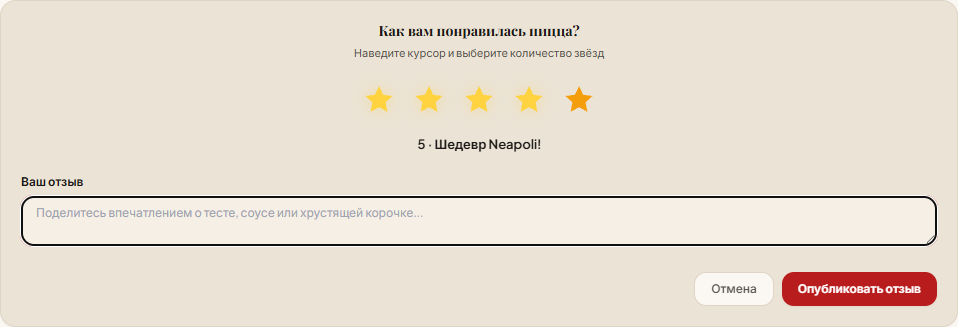 Как вам понравилась пицца?
Наведите курсор и выберите количество звёзд
5 · Шедевр Neapoli!
Ваш отзыв
Поделитесь впечатлением о тесте, соусе или хрустящей корочке...
Отмена
Опубликовать отзыв